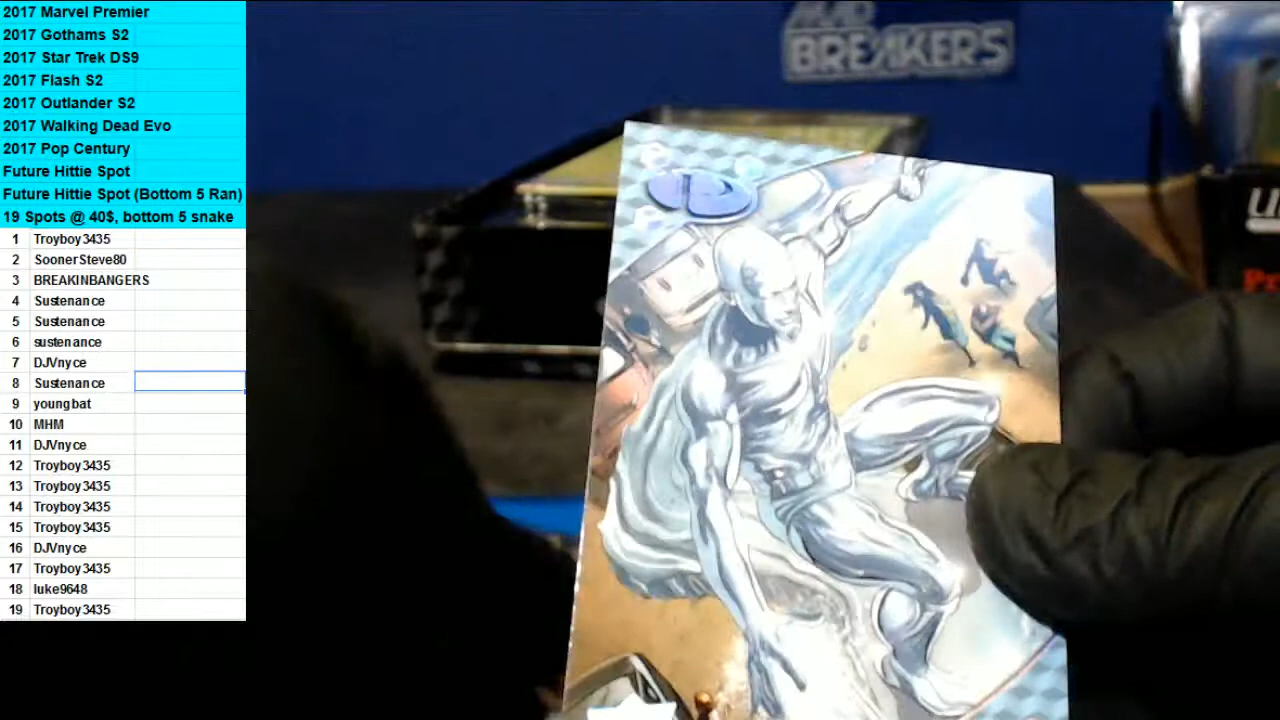 2017 Marvel Premier
2017 Gothams S2
2017 Star Trek DS9
2017 Flash S2
2017 Outlander S2
2017 Walking Dead Evo
2017 Pop Century
Future Hittie Spot
Future Hittie Spot (Bottom 5 Ran)
19 Spots @ 40$, bottom 5 snake
1 Troyboy3435
2 SoonerSteve80
3 BREAKINBANGERS
4 Sustenance
5 Sustenance
6 sustenance
7 DJVnyce
8 Sustenance
9 youngbat
10 MHM
11 DJVnyce
12 Troyboy3435
13 Troyboy3435
14 Troyboy3435
15 Troyboy3435
16 DJVnyce
17 Troyboy3435
18 luke9648
19 Troyboy3435
BREAKERS